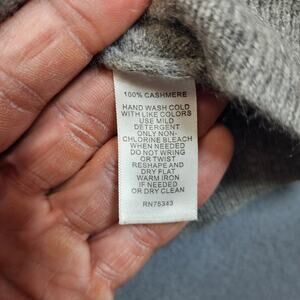 100% CASHMERE
HAND WASH COLD
WITH LIKE COLORS
USE MILD
DETERGENT
ONLY NON-
CHLORINE BLEACH
WHEN NEEDED
DO NOT WRING
OR TWIST
RESHAPE AND
DRY FLAT
WARM IRON
IF NEEDED
OR DRY CLEAN
RN75343